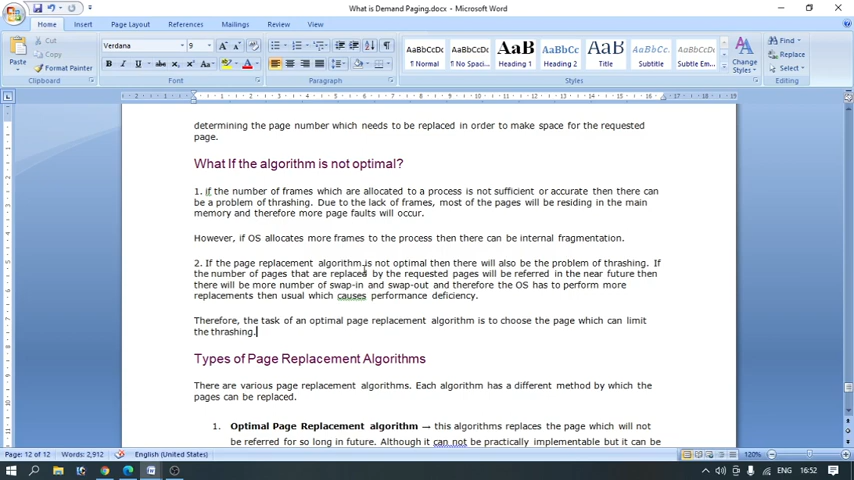 What is Demand Paging.docx - Microsoft Word
Home Insert Page Layout References Mailings Review View
Paste Cut Copy Format Painter Clipboard
Verdana 9 Font
Paragraph
AaBbCcDc ¶ Normal AaBbCcDc ¶ No Spaci... AaB Heading 1 AaBbCc Heading 2 AaB Title AaBbCc Subtitle AaBbCcDc Subtle Em... Styles
Change Styles
Find Replace Select Editing
determining the page number which needs to be replaced in order to make space for the requested
page.
What If the algorithm is not optimal?
1. if the number of frames which are allocated to a process is not sufficient or accurate then there can
be a problem of thrashing. Due to the lack of frames, most of the pages will be residing in the main
memory and therefore more page faults will occur.
However, if OS allocates more frames to the process then there can be internal fragmentation.
2. If the page replacement algorithm is not optimal then there will also be the problem of thrashing. If
the number of pages that are replaced by the requested pages will be referred in the near future then
there will be more number of swap-in and swap-out and therefore the OS has to perform more
replacements then usual which causes performance deficiency.
Therefore, the task of an optimal page replacement algorithm is to choose the page which can limit
the thrashing.
Types of Page Replacement Algorithms
There are various page replacement algorithms. Each algorithm has a different method by which the
pages can be replaced.
1. Optimal Page Replacement algorithm → this algorithms replaces the page which will not
be referred for so long in future. Although it can not be practically implementable but it can be
Page: 12 of 12 Words: 2,912 English (United States) 120%
ENG 16:52